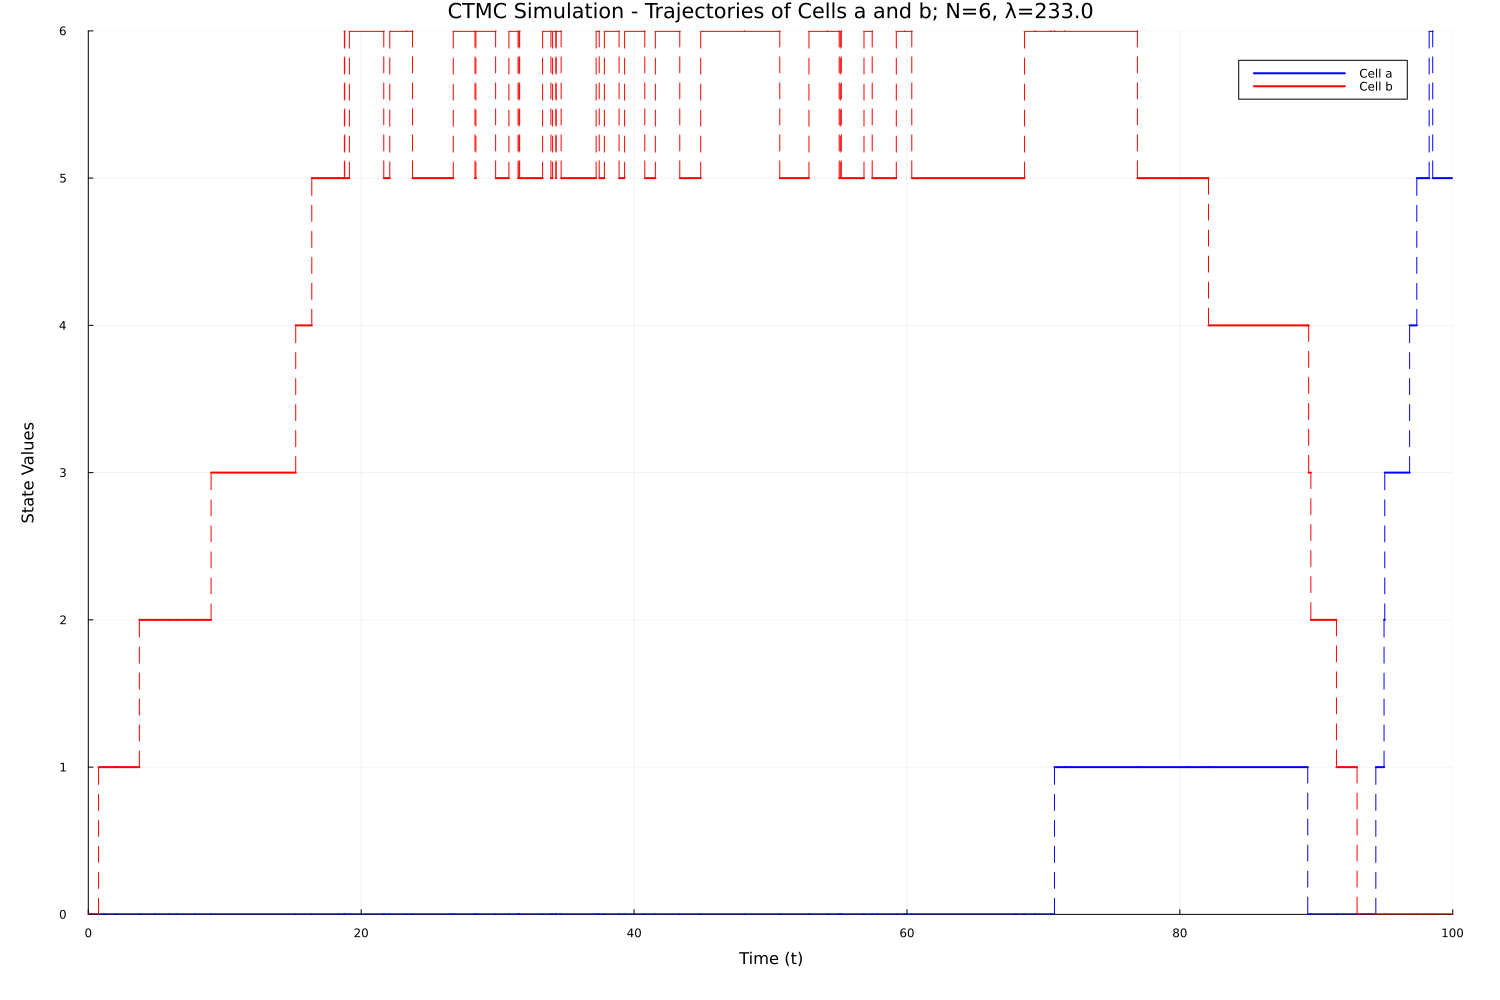 CTMC Simulation - Trajectories of Cells a and b; N=6, λ=233.0
6
5
4
3
2
1
0
State Values
Cell a
Cell b
0 20 40 60 80 100
Time (t)